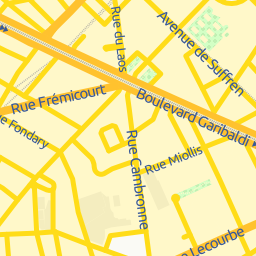 Rue du Laos
Avenue de Suffren
Rue Frémicourt
Boulevard Garibaldi
Fondary
Rue Cambronne
Rue Miollis
Lecourbe